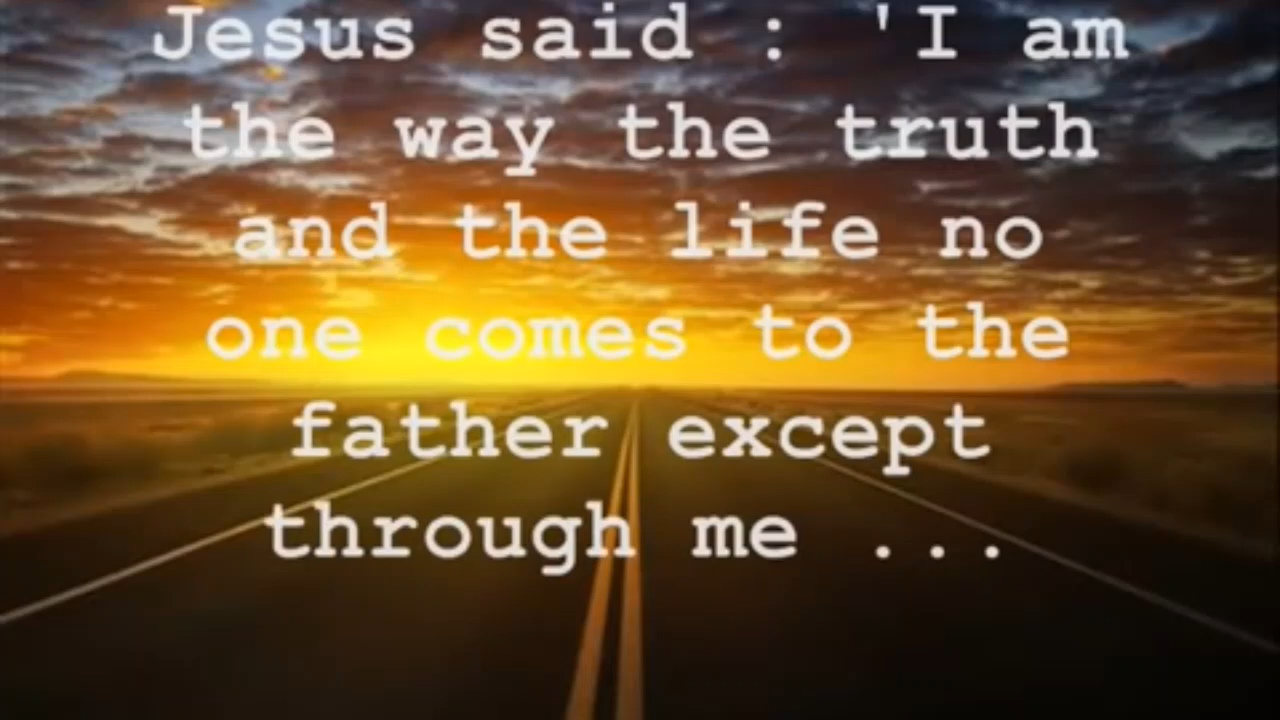 Jesus said : 'I am
the way the truth
and the life no
one comes to the
father except
through me ...